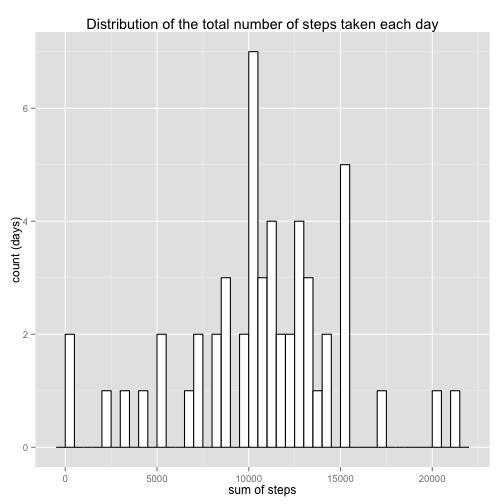 Distribution of the total number of steps taken each day
count (days)
6
4
2
0
0 5000 10000 15000 20000
sum of steps